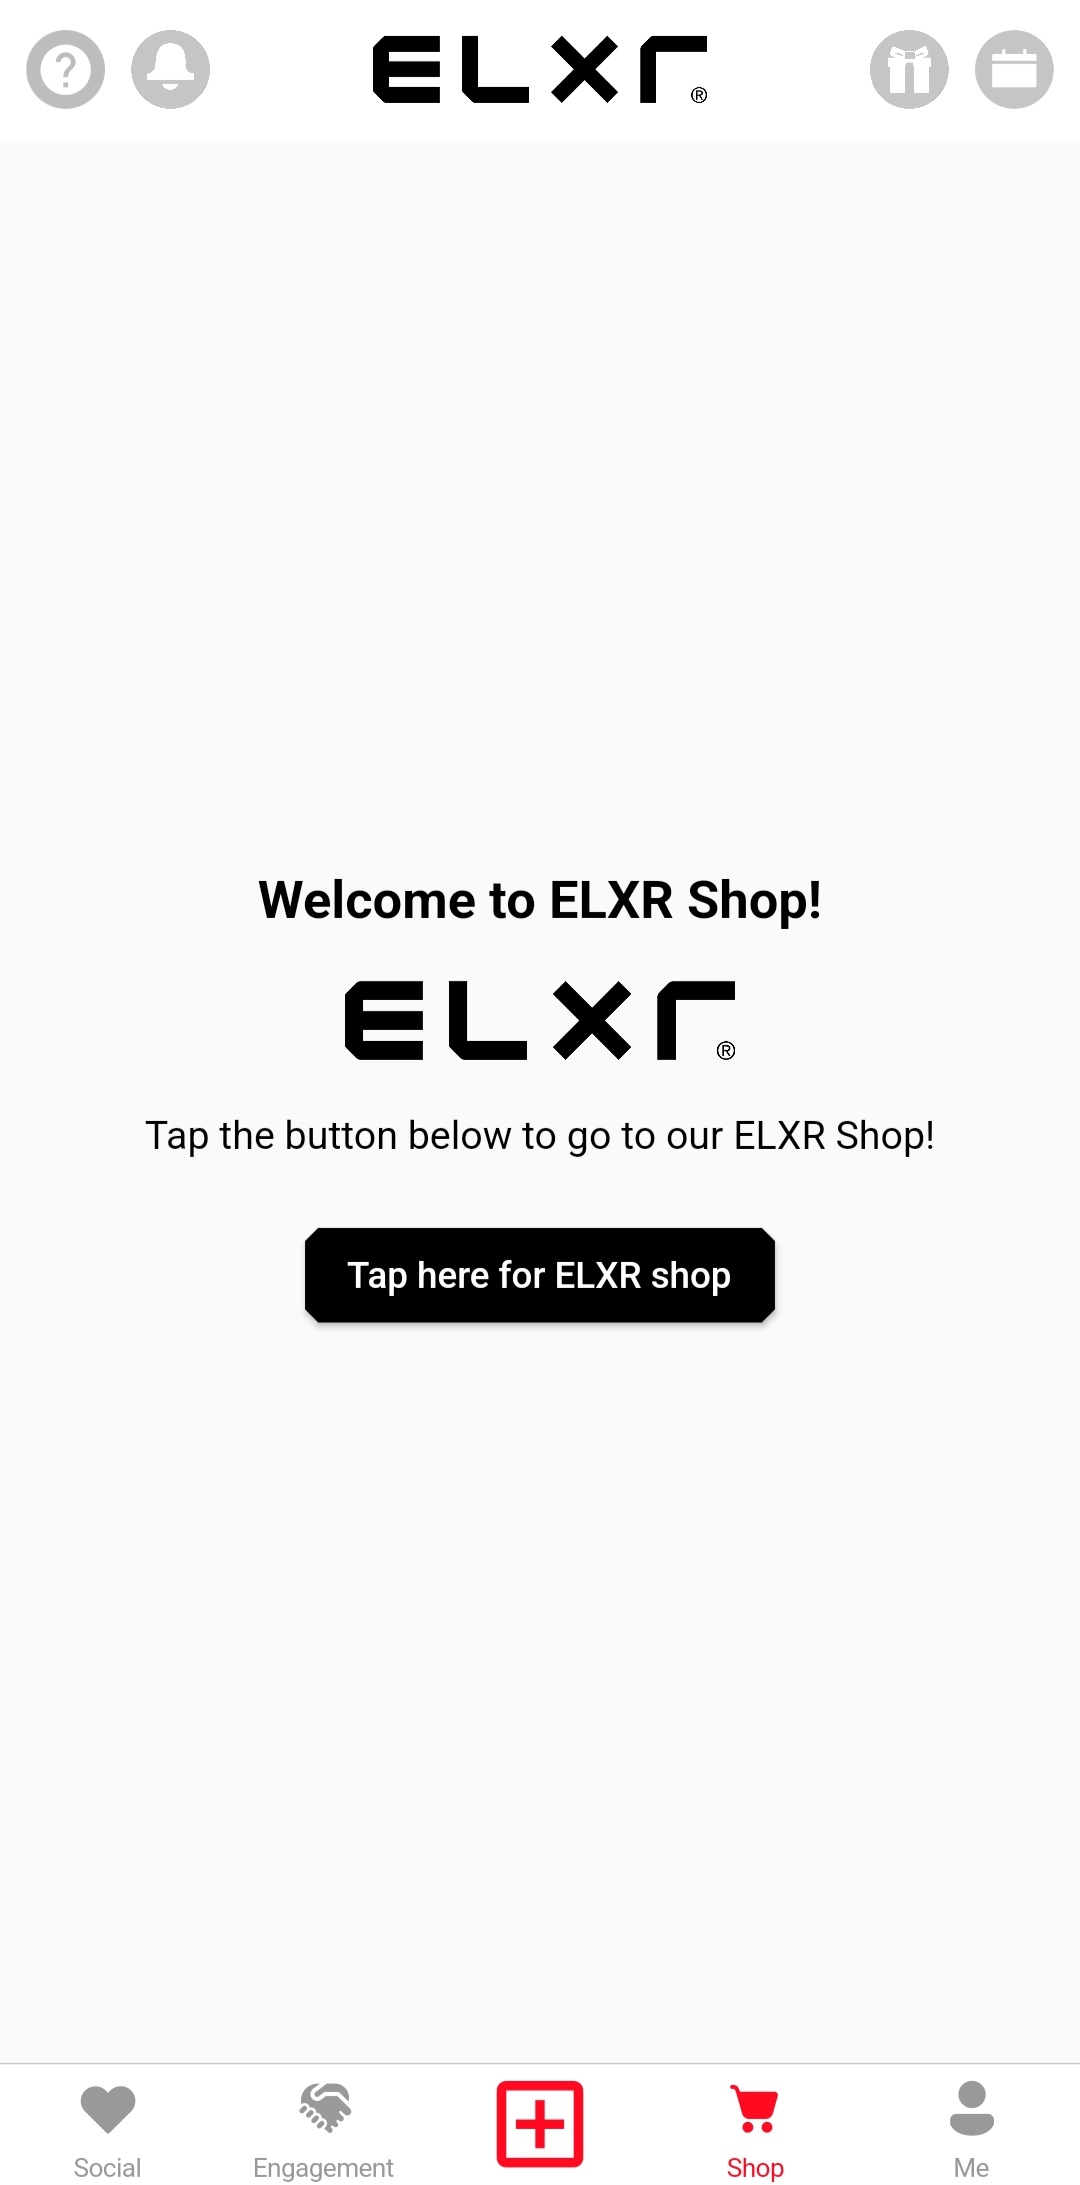 ?
ELXr®
Welcome to ELXR Shop!
ELXr®
Tap the button below to go to our ELXR Shop!
Tap here for ELXR shop
Social
Engagement
Shop
Me